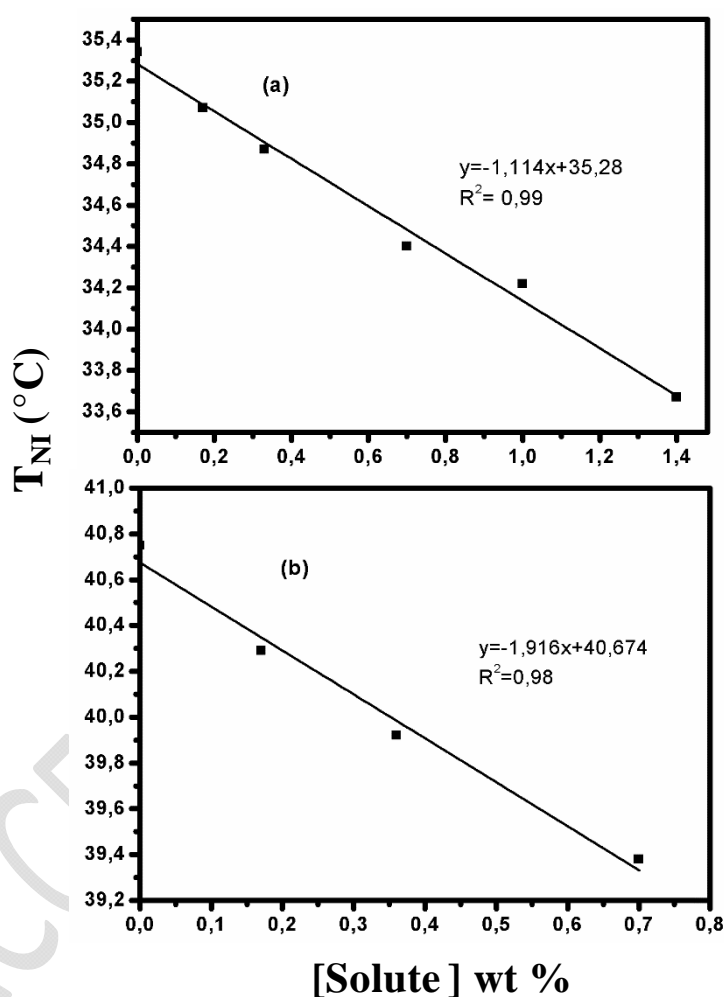 35,4
35,2
35,0
34,8
34,6
34,4
34,2
34,0
33,8
33,6
(a)
y=-1,114x+35,28
R²= 0,99
0,0 0,2 0,4 0,6 0,8 1,0 1,2 1,4
T_NI (°C)
41,0
40,8
40,6
40,4
40,2
40,0
39,8
39,6
39,4
39,2
(b)
y=-1,916x+40,674
R²=0,98
0,0 0,1 0,2 0,3 0,4 0,5 0,6 0,7 0,8
[Solute ] wt %